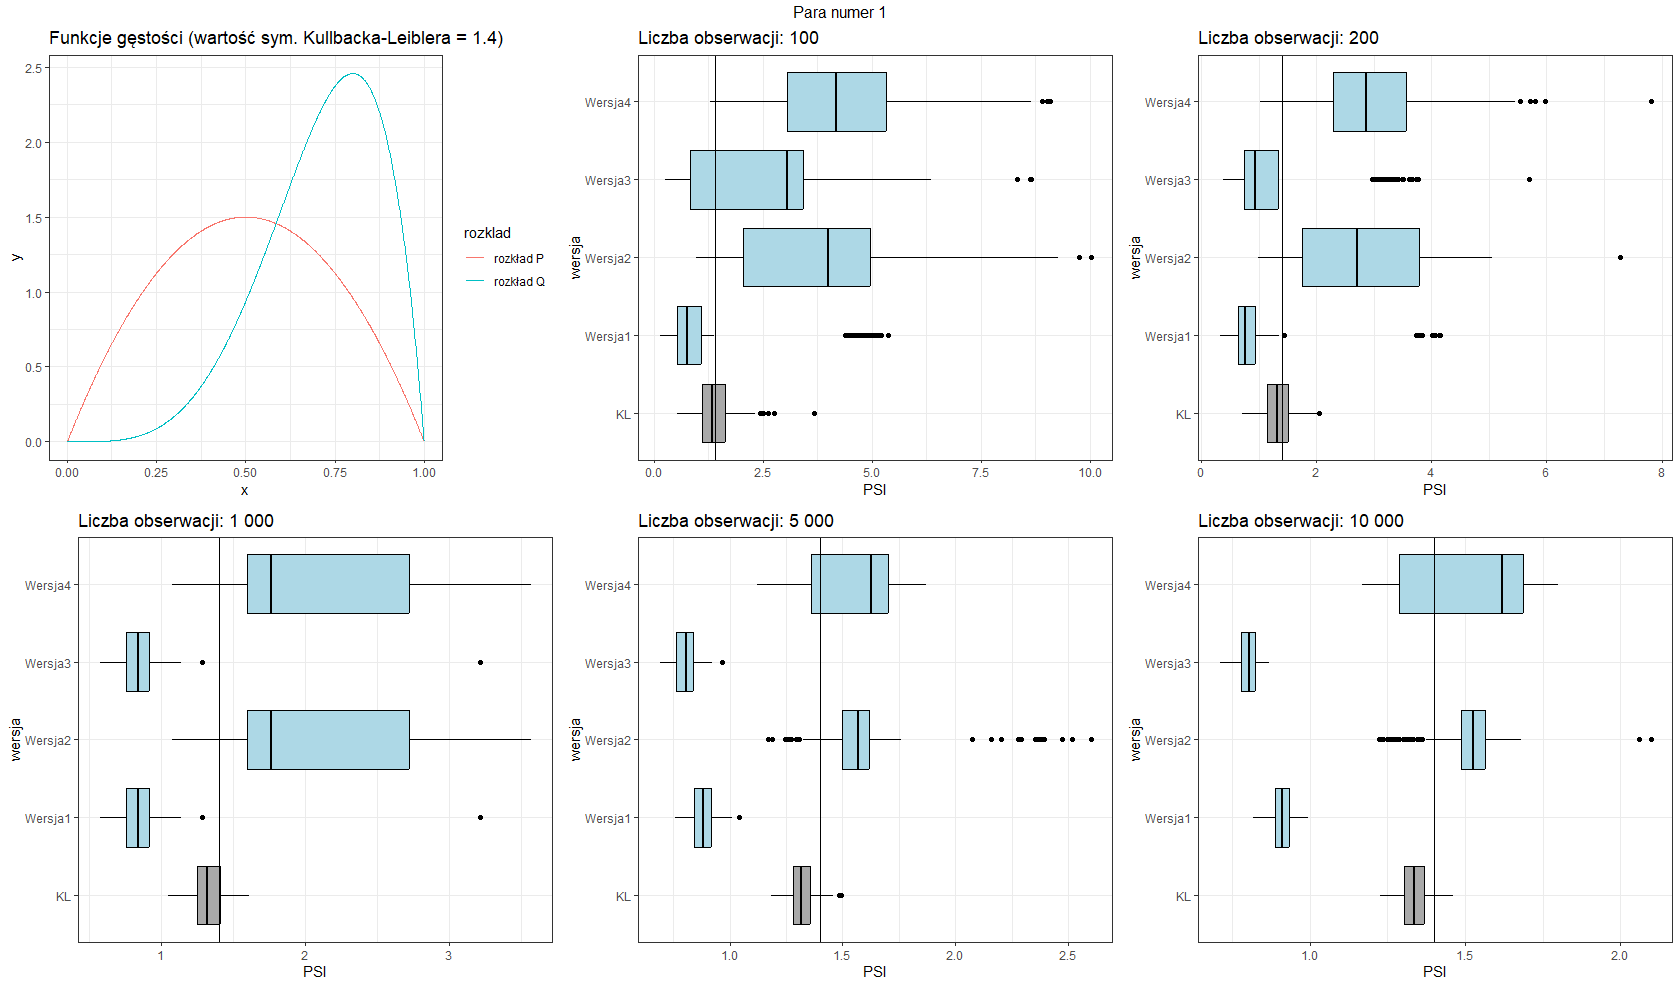 Para numer 1
Funkcje gęstości (wartość sym. Kullbacka-Leiblera = 1.4)
2.5
2.0
1.5
1.0
0.5
0.0
y
0.00 0.25 0.50 0.75 1.00
x
rozklad
rozkład P
rozkład Q
Liczba obserwacji: 100
Wersja4
Wersja3
Wersja2
Wersja1
KL
wersja
0.0 2.5 5.0 7.5 10.0
PSI
Liczba obserwacji: 200
Wersja4
Wersja3
Wersja2
Wersja1
KL
wersja
0 2 4 6 8
PSI
Liczba obserwacji: 1 000
Wersja4
Wersja3
Wersja2
Wersja1
KL
wersja
1 2 3
PSI
Liczba obserwacji: 5 000
Wersja4
Wersja3
Wersja2
Wersja1
KL
wersja
1.0 1.5 2.0 2.5
PSI
Liczba obserwacji: 10 000
Wersja4
Wersja3
Wersja2
Wersja1
KL
wersja
1.0 1.5 2.0
PSI